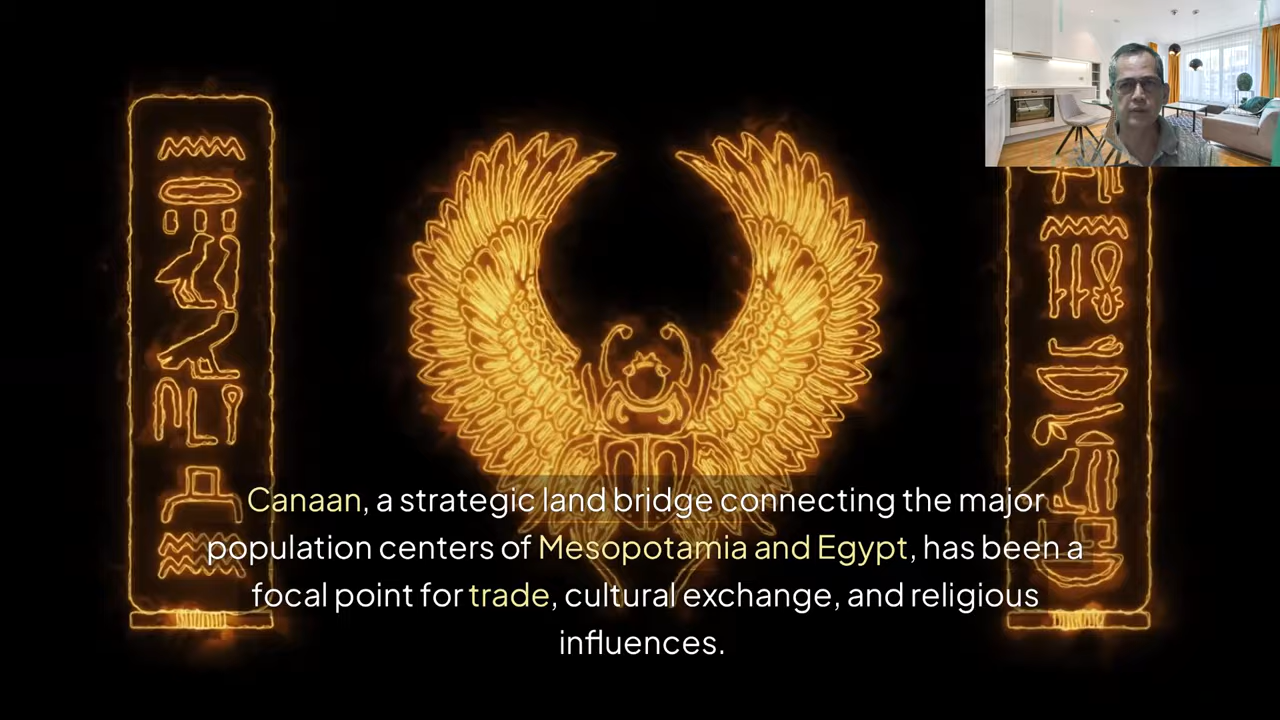 Canaan, a strategic land bridge connecting the major
population centers of Mesopotamia and Egypt, has been a
focal point for trade, cultural exchange, and religious
influences.